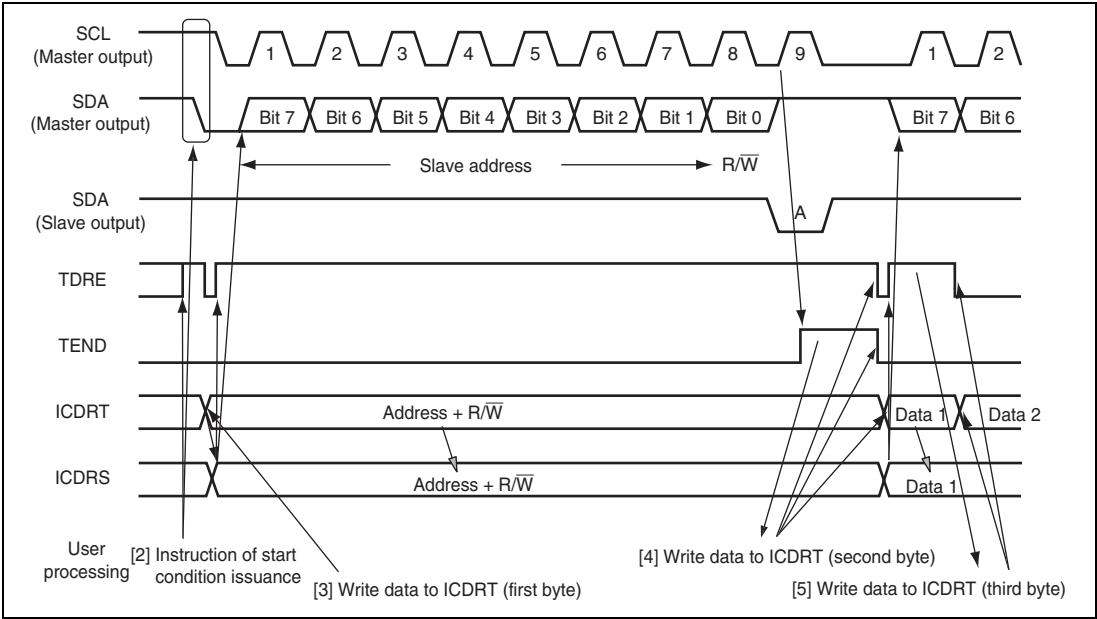 SCL
(Master output)
1 2 3 4 5 6 7 8 9 1 2
SDA
(Master output)
Bit 7 Bit 6 Bit 5 Bit 4 Bit 3 Bit 2 Bit 1 Bit 0 Bit 7 Bit 6
Slave address R/W̅
SDA
(Slave output)
A
TDRE
TEND
ICDRT
Address + R/W̅ Data 1 Data 2
ICDRS
Address + R/W̅ Data 1
User
processing
[2] Instruction of start
condition issuance
[3] Write data to ICDRT (first byte)
[4] Write data to ICDRT (second byte)
[5] Write data to ICDRT (third byte)